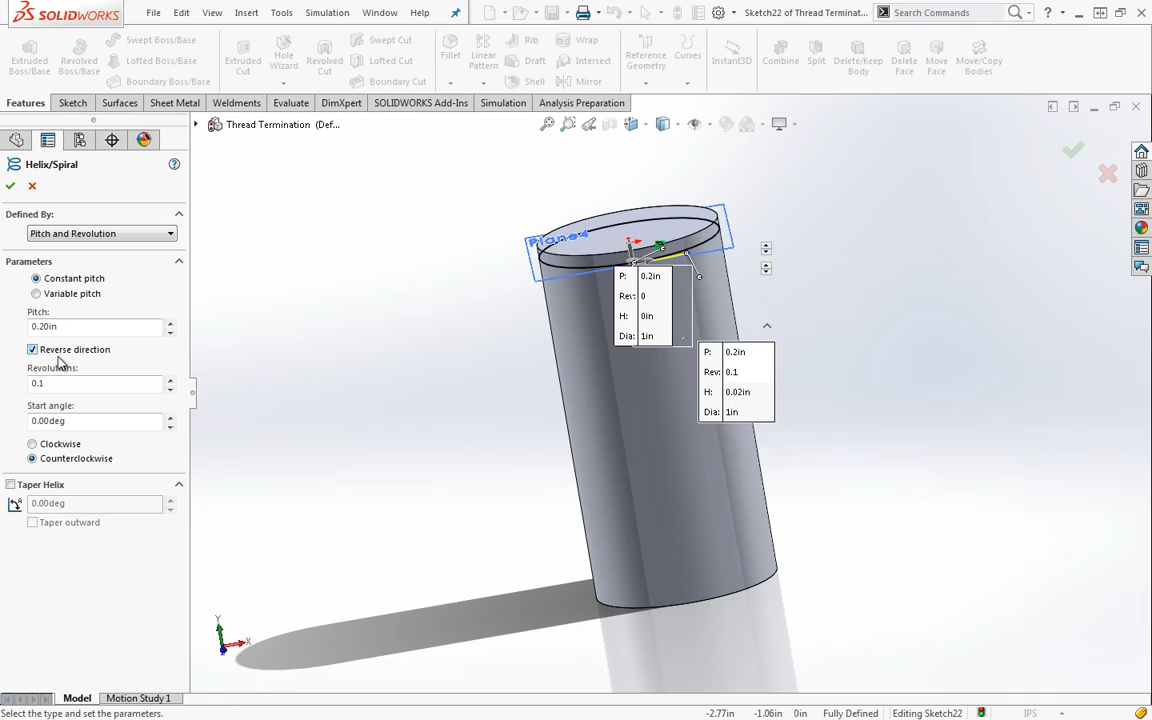 SOLIDWORKS File Edit View Insert Tools Simulation Window Help Sketch22 of Thread Terminat... Search Commands ?
Extruded Boss/Base Revolved Boss/Base Swept Boss/Base Lofted Boss/Base Boundary Boss/Base Extruded Cut Hole Wizard Revolved Cut Swept Cut Lofted Cut Boundary Cut Fillet Linear Pattern Rib Draft Shell Wrap Intersect Mirror Reference Geometry Curves Instant3D Combine Split Delete/Keep Body Delete Face Move Face Move/Copy Bodies
Features Sketch Surfaces Sheet Metal Weldments Evaluate DimXpert SOLIDWORKS Add-Ins Simulation Analysis Preparation
Thread Termination (Def...
Helix/Spiral ?
Defined By:
Pitch and Revolution
Parameters
Constant pitch
Variable pitch
Pitch:
0.20in
Reverse direction
Revolutions:
0.1
Start angle:
0.00deg
Clockwise
Counterclockwise
Taper Helix
0.00deg
Taper outward
Plane4
P: 0.2in
Rev: 0
H: 0in
Dia: 1in
P: 0.2in
Rev: 0.1
H: 0.02in
Dia: 1in
Y
X
Model Motion Study 1
Select the type and set the parameters. -2.77in -1.06in 0in Fully Defined Editing Sketch22 IPS